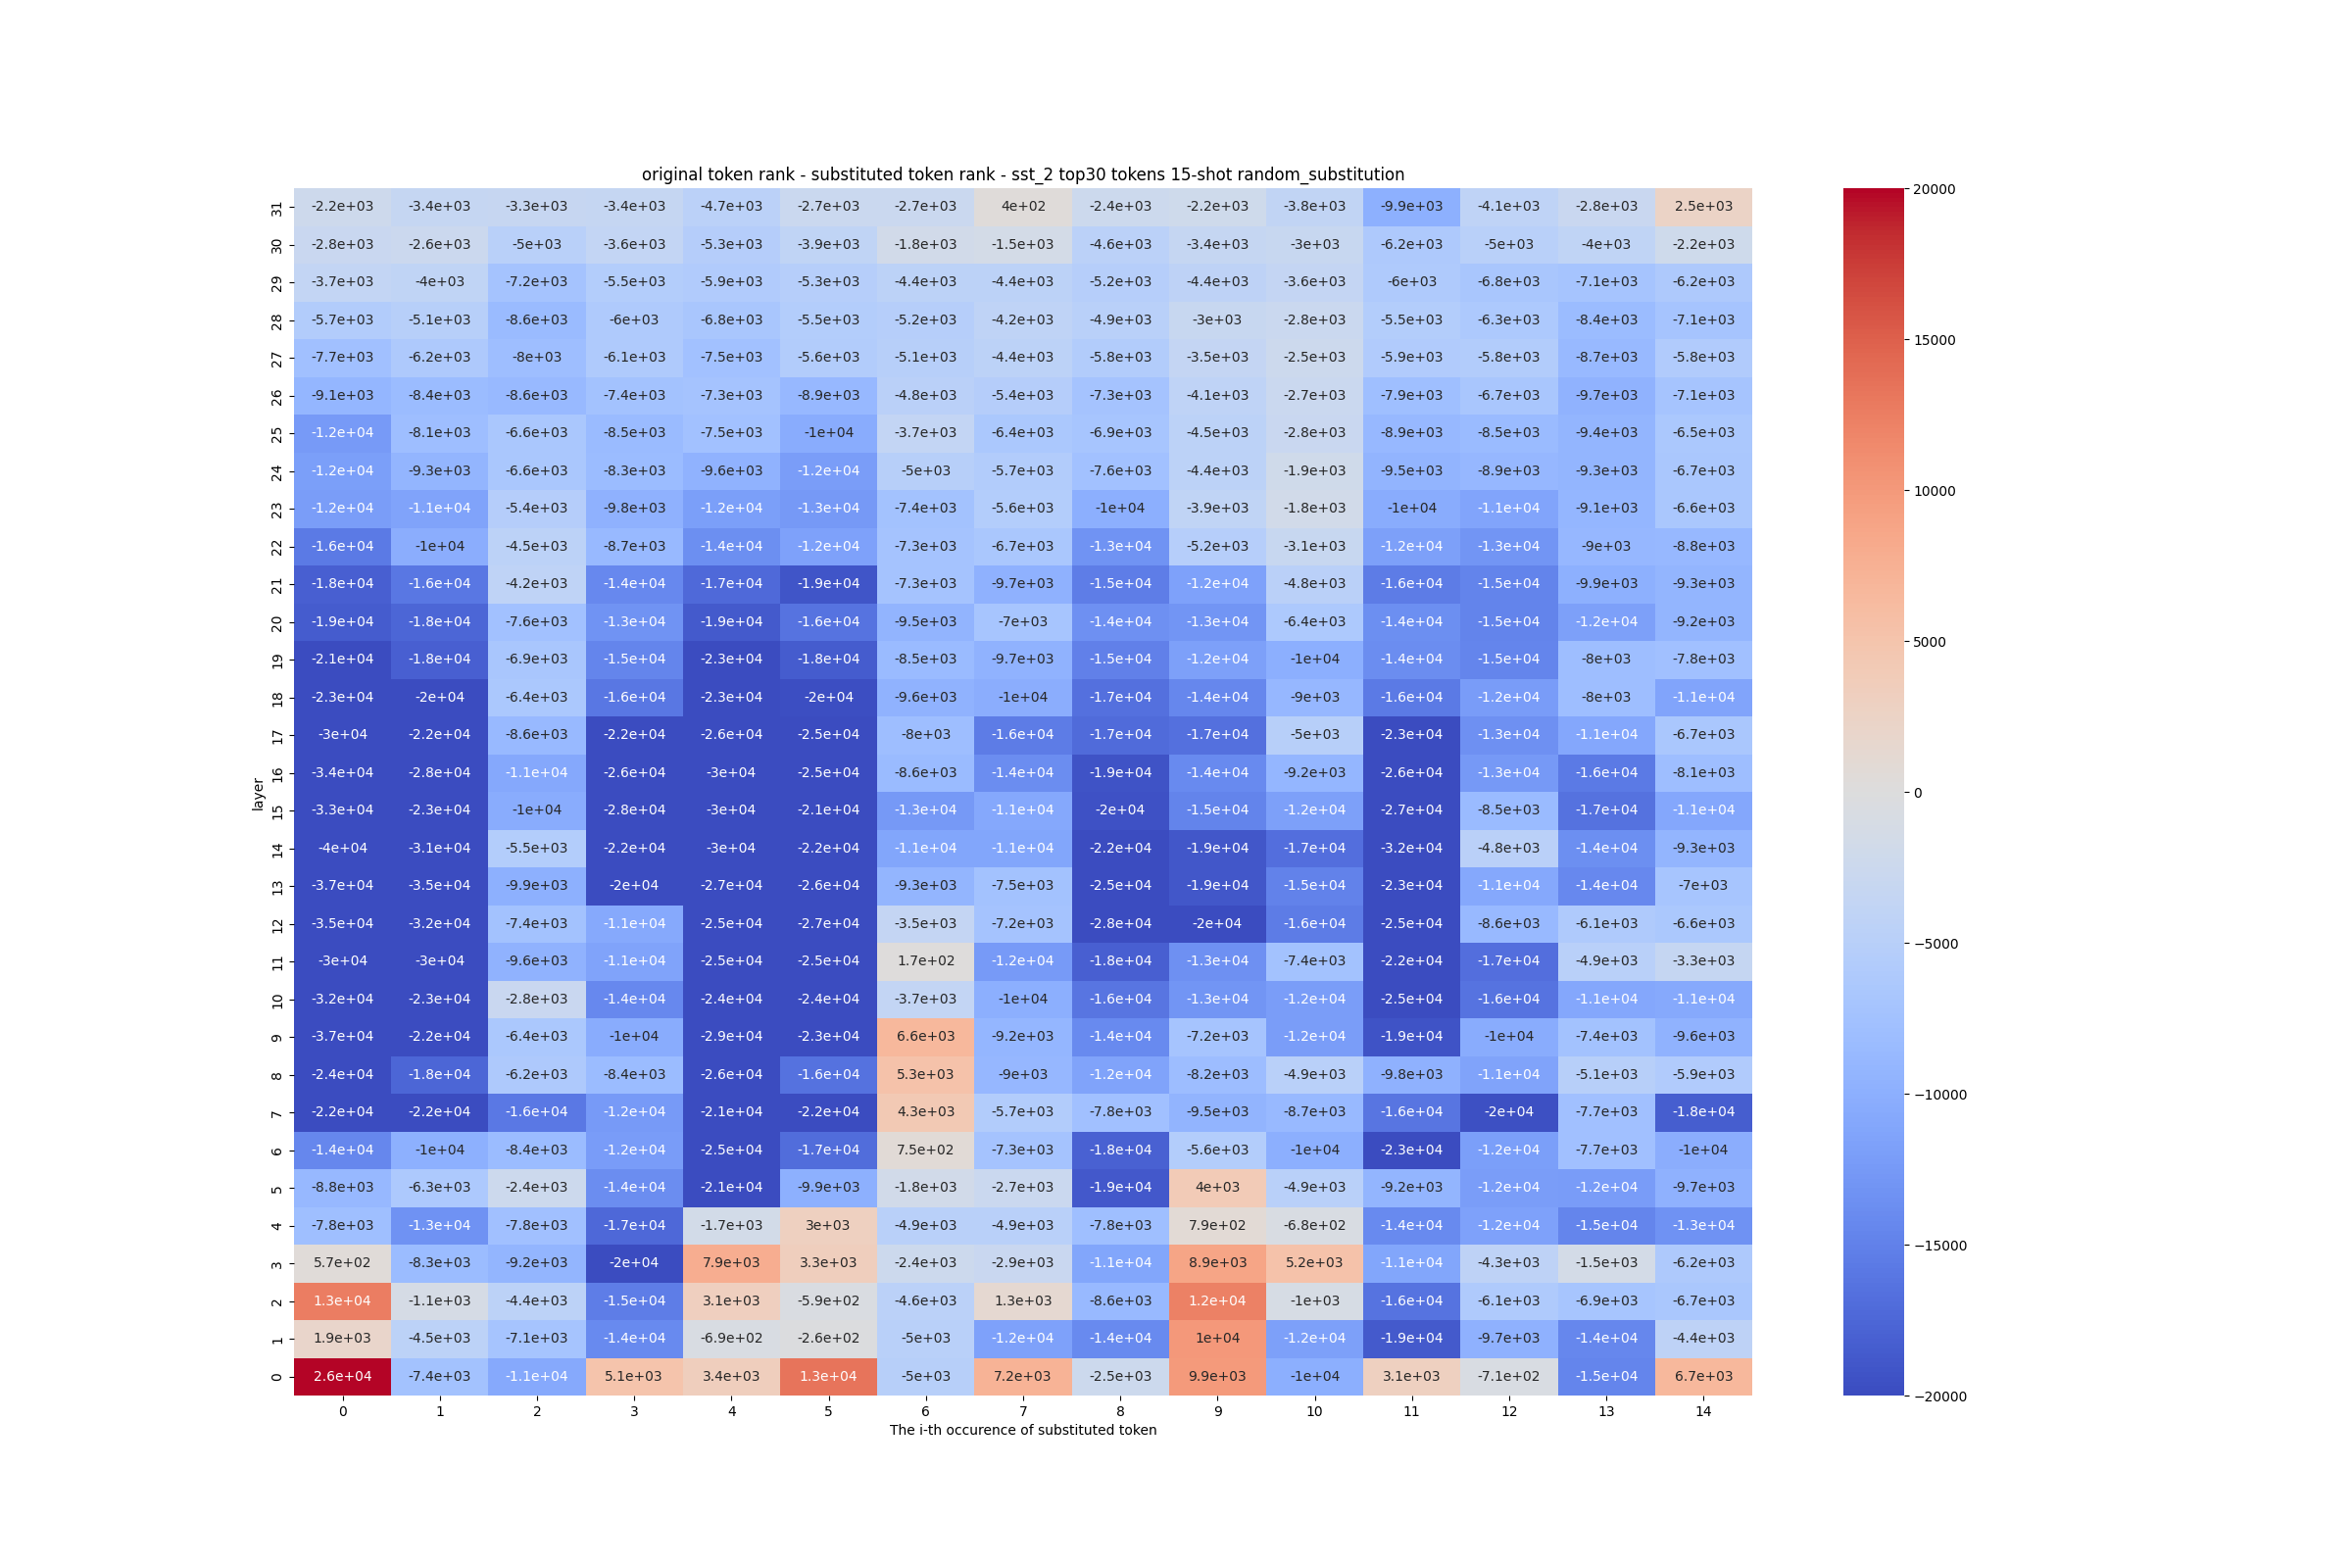 original token rank - substituted token rank - sst_2 top30 tokens 15-shot random_substitution
31 -2.2e+03 -3.4e+03 -3.3e+03 -3.4e+03 -4.7e+03 -2.7e+03 -2.7e+03 4e+02 -2.4e+03 -2.2e+03 -3.8e+03 -9.9e+03 -4.1e+03 -2.8e+03 2.5e+03
30 -2.8e+03 -2.6e+03 -5e+03 -3.6e+03 -5.3e+03 -3.9e+03 -1.8e+03 -1.5e+03 -4.6e+03 -3.4e+03 -3e+03 -6.2e+03 -5e+03 -4e+03 -2.2e+03
29 -3.7e+03 -4e+03 -7.2e+03 -5.5e+03 -5.9e+03 -5.3e+03 -4.4e+03 -4.4e+03 -5.2e+03 -4.4e+03 -3.6e+03 -6e+03 -6.8e+03 -7.1e+03 -6.2e+03
28 -5.7e+03 -5.1e+03 -8.6e+03 -6e+03 -6.8e+03 -5.5e+03 -5.2e+03 -4.2e+03 -4.9e+03 -3e+03 -2.8e+03 -5.5e+03 -6.3e+03 -8.4e+03 -7.1e+03
27 -7.7e+03 -6.2e+03 -8e+03 -6.1e+03 -7.5e+03 -5.6e+03 -5.1e+03 -4.4e+03 -5.8e+03 -3.5e+03 -2.5e+03 -5.9e+03 -5.8e+03 -8.7e+03 -5.8e+03
26 -9.1e+03 -8.4e+03 -8.6e+03 -7.4e+03 -7.3e+03 -8.9e+03 -4.8e+03 -5.4e+03 -7.3e+03 -4.1e+03 -2.7e+03 -7.9e+03 -6.7e+03 -9.7e+03 -7.1e+03
25 -1.2e+04 -8.1e+03 -6.6e+03 -8.5e+03 -7.5e+03 -1e+04 -3.7e+03 -6.4e+03 -6.9e+03 -4.5e+03 -2.8e+03 -8.9e+03 -8.5e+03 -9.4e+03 -6.5e+03
24 -1.2e+04 -9.3e+03 -6.6e+03 -8.3e+03 -9.6e+03 -1.2e+04 -5e+03 -5.7e+03 -7.6e+03 -4.4e+03 -1.9e+03 -9.5e+03 -8.9e+03 -9.3e+03 -6.7e+03
23 -1.2e+04 -1.1e+04 -5.4e+03 -9.8e+03 -1.2e+04 -1.3e+04 -7.4e+03 -5.6e+03 -1e+04 -3.9e+03 -1.8e+03 -1e+04 -1.1e+04 -9.1e+03 -6.6e+03
22 -1.6e+04 -1e+04 -4.5e+03 -8.7e+03 -1.4e+04 -1.2e+04 -7.3e+03 -6.7e+03 -1.3e+04 -5.2e+03 -3.1e+03 -1.2e+04 -1.3e+04 -9e+03 -8.8e+03
21 -1.8e+04 -1.6e+04 -4.2e+03 -1.4e+04 -1.7e+04 -1.9e+04 -7.3e+03 -9.7e+03 -1.5e+04 -1.2e+04 -4.8e+03 -1.6e+04 -1.5e+04 -9.9e+03 -9.3e+03
20 -1.9e+04 -1.8e+04 -7.6e+03 -1.3e+04 -1.9e+04 -1.6e+04 -9.5e+03 -7e+03 -1.4e+04 -1.3e+04 -6.4e+03 -1.4e+04 -1.5e+04 -1.2e+04 -9.2e+03
19 -2.1e+04 -1.8e+04 -6.9e+03 -1.5e+04 -2.3e+04 -1.8e+04 -8.5e+03 -9.7e+03 -1.5e+04 -1.2e+04 -1e+04 -1.4e+04 -1.5e+04 -8e+03 -7.8e+03
18 -2.3e+04 -2e+04 -6.4e+03 -1.6e+04 -2.3e+04 -2e+04 -9.6e+03 -1e+04 -1.7e+04 -1.4e+04 -9e+03 -1.6e+04 -1.2e+04 -8e+03 -1.1e+04
17 -3e+04 -2.2e+04 -8.6e+03 -2.2e+04 -2.6e+04 -2.5e+04 -8e+03 -1.6e+04 -1.7e+04 -1.7e+04 -5e+03 -2.3e+04 -1.3e+04 -1.1e+04 -6.7e+03
16 -3.4e+04 -2.8e+04 -1.1e+04 -2.6e+04 -3e+04 -2.5e+04 -8.6e+03 -1.4e+04 -1.9e+04 -1.4e+04 -9.2e+03 -2.6e+04 -1.3e+04 -1.6e+04 -8.1e+03
15 -3.3e+04 -2.3e+04 -1e+04 -2.8e+04 -3e+04 -2.1e+04 -1.3e+04 -1.1e+04 -2e+04 -1.5e+04 -1.2e+04 -2.7e+04 -8.5e+03 -1.7e+04 -1.1e+04
14 -4e+04 -3.1e+04 -5.5e+03 -2.2e+04 -3e+04 -2.2e+04 -1.1e+04 -1.1e+04 -2.2e+04 -1.9e+04 -1.7e+04 -3.2e+04 -4.8e+03 -1.4e+04 -9.3e+03
13 -3.7e+04 -3.5e+04 -9.9e+03 -2e+04 -2.7e+04 -2.6e+04 -9.3e+03 -7.5e+03 -2.5e+04 -1.9e+04 -1.5e+04 -2.3e+04 -1.1e+04 -1.4e+04 -7e+03
12 -3.5e+04 -3.2e+04 -7.4e+03 -1.1e+04 -2.5e+04 -2.7e+04 -3.5e+03 -7.2e+03 -2.8e+04 -2e+04 -1.6e+04 -2.5e+04 -8.6e+03 -6.1e+03 -6.6e+03
11 -3e+04 -3e+04 -9.6e+03 -1.1e+04 -2.5e+04 -2.5e+04 1.7e+02 -1.2e+04 -1.8e+04 -1.3e+04 -7.4e+03 -2.2e+04 -1.7e+04 -4.9e+03 -3.3e+03
10 -3.2e+04 -2.3e+04 -2.8e+03 -1.4e+04 -2.4e+04 -2.4e+04 -3.7e+03 -1e+04 -1.6e+04 -1.3e+04 -1.2e+04 -2.5e+04 -1.6e+04 -1.1e+04 -1.1e+04
9 -3.7e+04 -2.2e+04 -6.4e+03 -1e+04 -2.9e+04 -2.3e+04 6.6e+03 -9.2e+03 -1.4e+04 -7.2e+03 -1.2e+04 -1.9e+04 -1e+04 -7.4e+03 -9.6e+03
8 -2.4e+04 -1.8e+04 -6.2e+03 -8.4e+03 -2.6e+04 -1.6e+04 5.3e+03 -9e+03 -1.2e+04 -8.2e+03 -4.9e+03 -9.8e+03 -1.1e+04 -5.1e+03 -5.9e+03
7 -2.2e+04 -2.2e+04 -1.6e+04 -1.2e+04 -2.1e+04 -2.2e+04 4.3e+03 -5.7e+03 -7.8e+03 -9.5e+03 -8.7e+03 -1.6e+04 -2e+04 -7.7e+03 -1.8e+04
6 -1.4e+04 -1e+04 -8.4e+03 -1.2e+04 -2.5e+04 -1.7e+04 7.5e+02 -7.3e+03 -1.8e+04 -5.6e+03 -1e+04 -2.3e+04 -1.2e+04 -7.7e+03 -1e+04
5 -8.8e+03 -6.3e+03 -2.4e+03 -1.4e+04 -2.1e+04 -9.9e+03 -1.8e+03 -2.7e+03 -1.9e+04 4e+03 -4.9e+03 -9.2e+03 -1.2e+04 -1.2e+04 -9.7e+03
4 -7.8e+03 -1.3e+04 -7.8e+03 -1.7e+04 -1.7e+03 3e+03 -4.9e+03 -4.9e+03 -7.8e+03 7.9e+02 -6.8e+02 -1.4e+04 -1.2e+04 -1.5e+04 -1.3e+04
3 5.7e+02 -8.3e+03 -9.2e+03 -2e+04 7.9e+03 3.3e+03 -2.4e+03 -2.9e+03 -1.1e+04 8.9e+03 5.2e+03 -1.1e+04 -4.3e+03 -1.5e+03 -6.2e+03
2 1.3e+04 -1.1e+03 -4.4e+03 -1.5e+04 3.1e+03 -5.9e+02 -4.6e+03 1.3e+03 -8.6e+03 1.2e+04 -1e+03 -1.6e+04 -6.1e+03 -6.9e+03 -6.7e+03
1 1.9e+03 -4.5e+03 -7.1e+03 -1.4e+04 -6.9e+02 -2.6e+02 -5e+03 -1.2e+04 -1.4e+04 1e+04 -1.2e+04 -1.9e+04 -9.7e+03 -1.4e+04 -4.4e+03
0 2.6e+04 -7.4e+03 -1.1e+04 5.1e+03 3.4e+03 1.3e+04 -5e+03 7.2e+03 -2.5e+03 9.9e+03 -1e+04 3.1e+03 -7.1e+02 -1.5e+04 6.7e+03
0 1 2 3 4 5 6 7 8 9 10 11 12 13 14
The i-th occurence of substituted token
layer
20000
15000
10000
5000
0
−5000
−10000
−15000
−20000